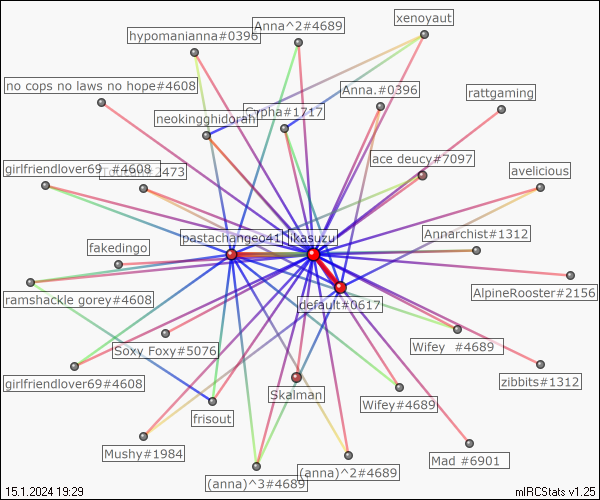 xenoyaut
Anna^2#4689
hypomanianna#0396
no cops no laws no hope#4608
Anna.#0396
rattgaming
Cypha#1717
neokingghidorah
ace deucy#7097
girlfriendlover69 #4608
#2473
avelicious
Annarchist#1312
pastachangeo41
ikasuzu
fakedingo
AlpineRooster#2156
ramshackle gorey#4608
default#0617
Soxy Foxy#5076
Wifey #4689
girlfriendlover69#4608
zibbits#1312
Skalman
Wifey#4689
frisout
Mushy#1984
Mad #6901
(anna)^2#4689
(anna)^3#4689
15.1.2024 19:29
mIRCStats v1.25